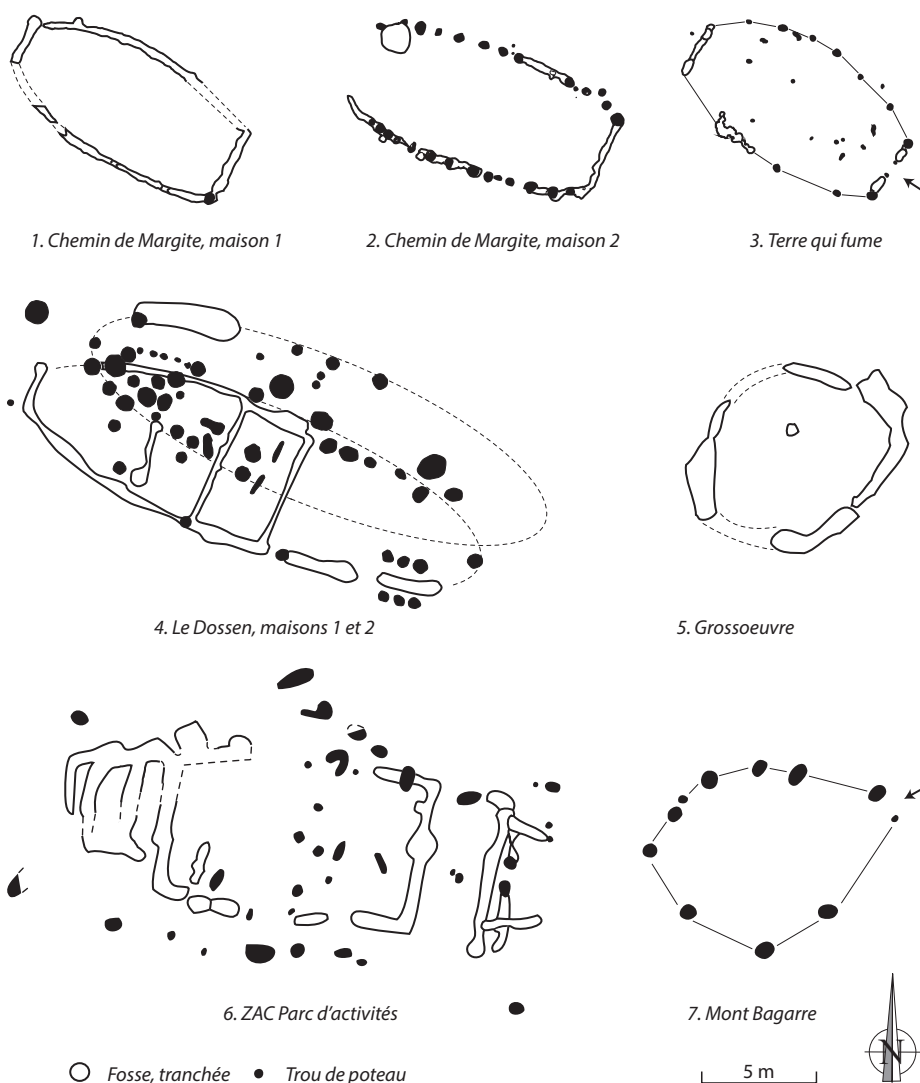 1. Chemin de Margite, maison 1
2. Chemin de Margite, maison 2
3. Terre qui fume
4. Le Dossen, maisons 1 et 2
5. Grossoeuvre
6. ZAC Parc d'activités
7. Mont Bagarre
Fosse, tranchée
Trou de poteau
5 m
N